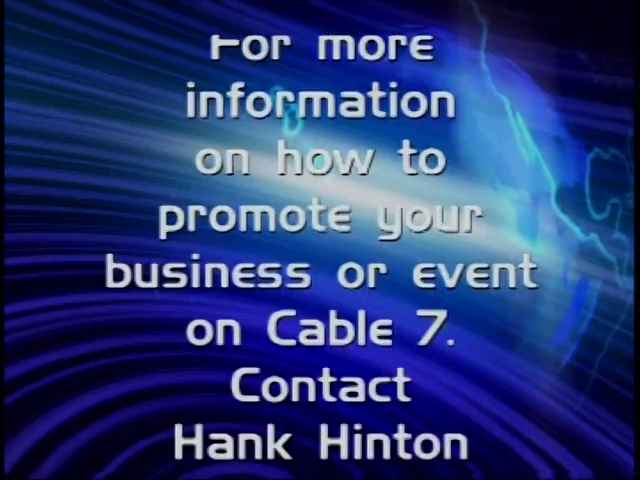 For more
information
on how to
promote your
business or event
on Cable 7.
Contact
Hank Hinton